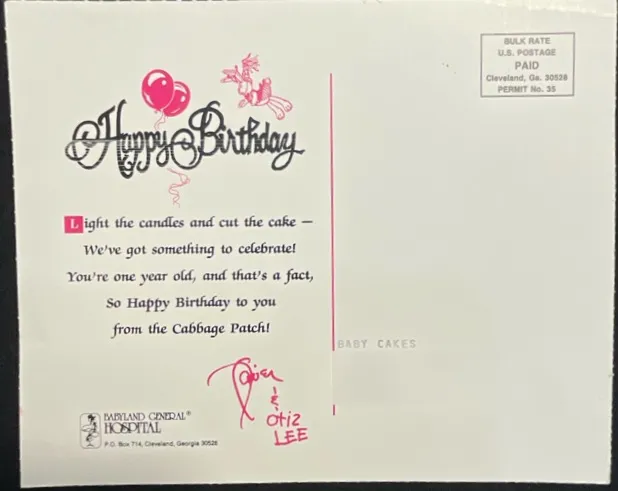 BULK RATE
U.S. POSTAGE
PAID
Cleveland, Ga. 30528
PERMIT No. 35
Happy Birthday
Light the candles and cut the cake —
We've got something to celebrate!
You're one year old, and that's a fact,
So Happy Birthday to you
from the Cabbage Patch!
BABY CAKES
Xavier
&
Otis
LEE
BABYLAND GENERAL®
HOSPITAL
P.O. Box 714, Cleveland, Georgia 30528